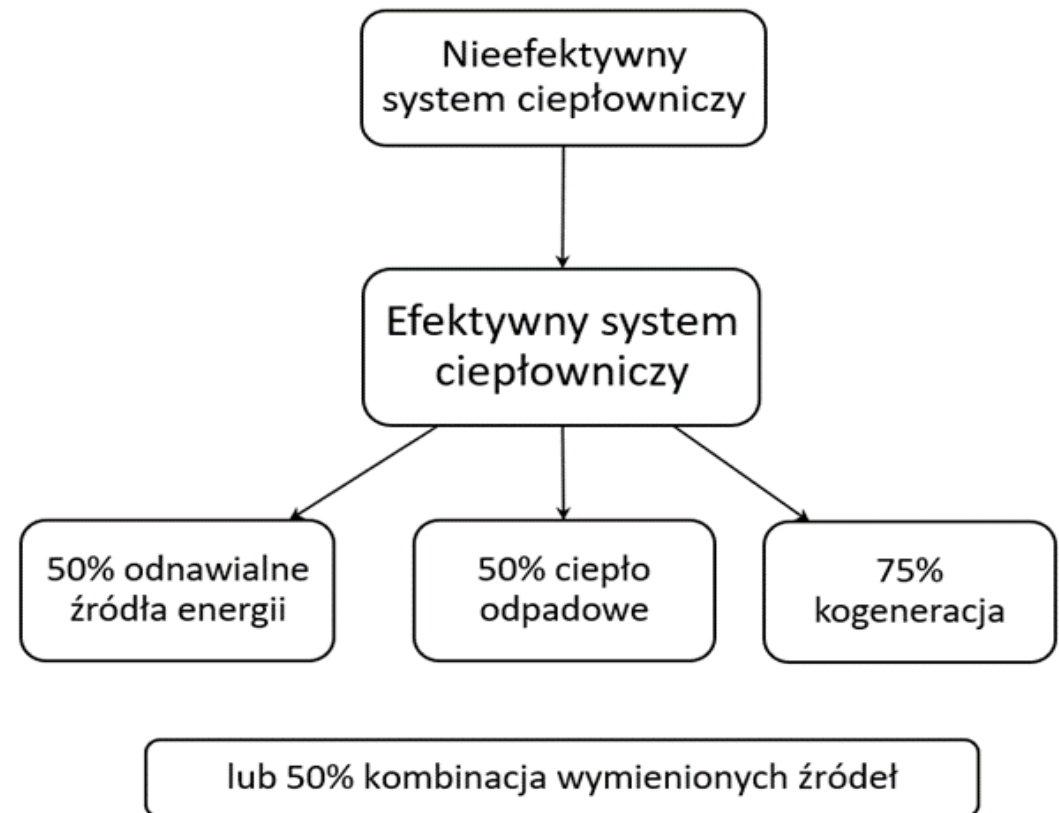 Nieefektywny
system ciepłowniczy
Efektywny system
ciepłowniczy
50% odnawialne
źródła energii
50% ciepło
odpadowe
75%
kogeneracja
lub 50% kombinacja wymienionych źródeł